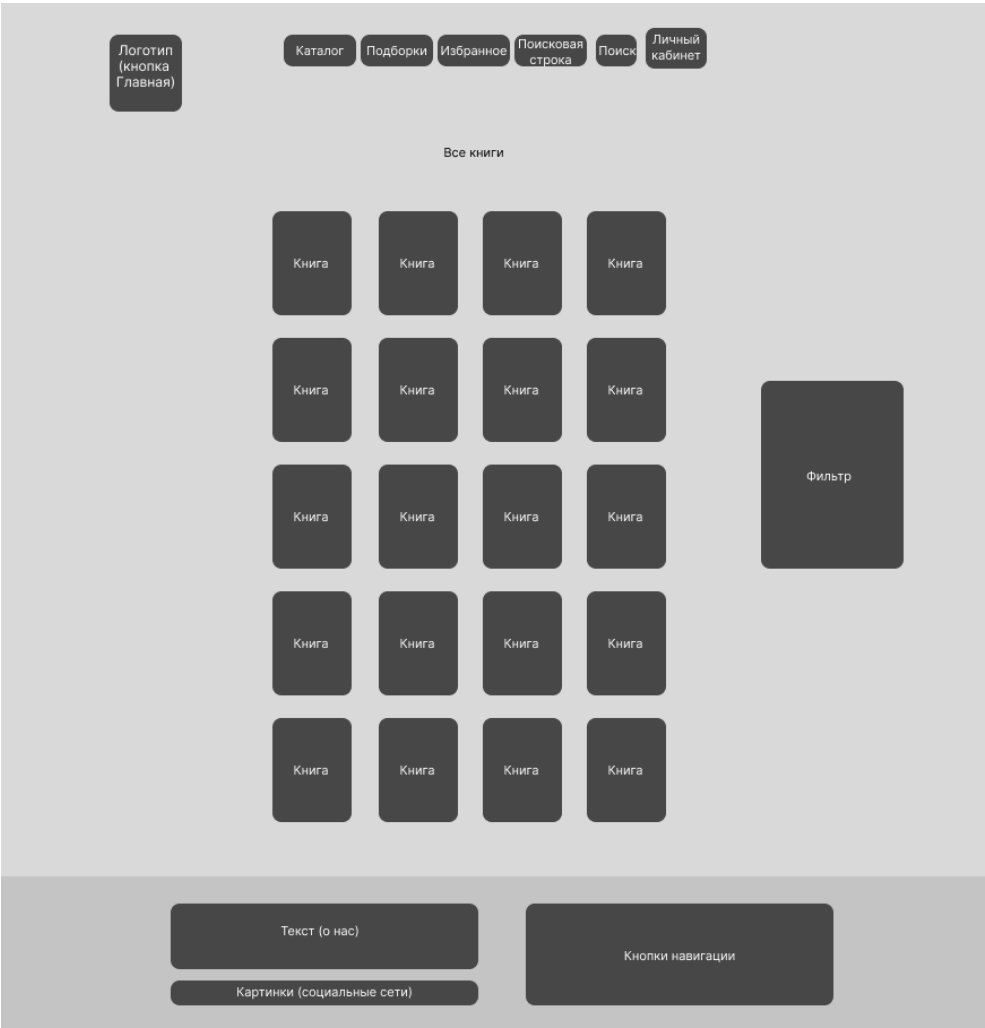 Логотип
(кнопка
Главная)
Каталог
Подборки
Избранное
Поисковая
строка
Поиск
Личный
кабинет
Все книги
Книга
Книга
Книга
Книга
Книга
Книга
Книга
Книга
Фильтр
Книга
Книга
Книга
Книга
Книга
Книга
Книга
Книга
Книга
Книга
Книга
Книга
Текст (о нас)
Кнопки навигации
Картинки (социальные сети)